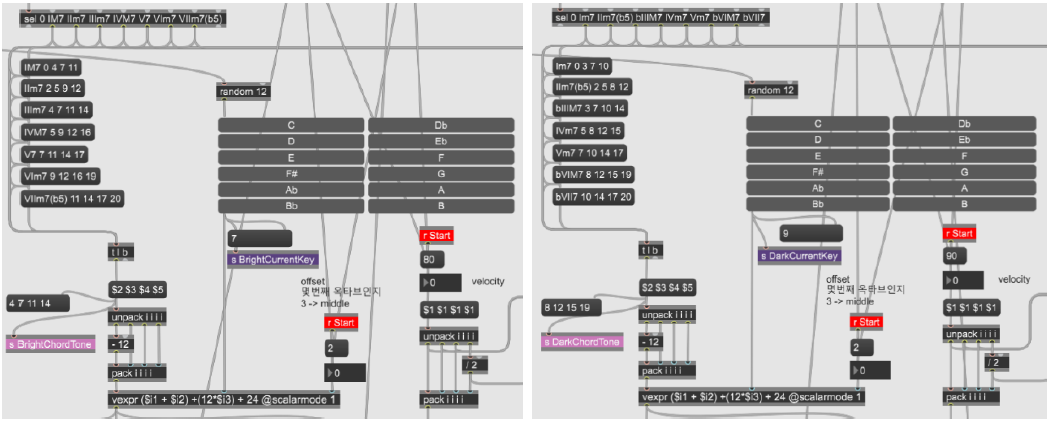 sel 0 IM7 IIm7 IIIm7 IVM7 V7 VIm7 VIIm7(b5)
IM7 0 4 7 11
IIm7 2 5 9 12
IIIm7 4 7 11 14
IVM7 5 9 12 16
V7 7 11 14 17
VIm7 9 12 16 19
VIIm7(b5) 11 14 17 20
random 12
C
Db
D
Eb
E
F
F#
G
Ab
A
Bb
B
7
s BrightCurrentKey
r Start
80
0
velocity
t l b
$2 $3 $4 $5
4 7 11 14
unpack i i i i
s BrightChordTone
- 12
pack i i i i
offset
몇번째 옥타브인지
3 -> middle
r Start
2
0
$1 $1 $1 $1
unpack i i i i
/ 2
pack i i i i
vexpr ($i1 + $i2) +(12*$i3) + 24 @scalarmode 1
sel 0 Im7 IIm7(b5) bIIIM7 IVm7 Vm7 bVIM7 bVII7
Im7 0 3 7 10
IIm7(b5) 2 5 8 12
bIIIM7 3 7 10 14
IVm7 5 8 12 15
Vm7 7 10 14 17
bVIM7 8 12 15 19
bVII7 10 14 17 20
random 12
C
Db
D
Eb
E
F
F#
G
Ab
A
Bb
B
9
s DarkCurrentKey
r Start
90
0
velocity
t l b
$2 $3 $4 $5
8 12 15 19
unpack i i i i
s DarkChordTone
- 12
pack i i i i
offset
몇번째 옥타브인지
3 -> middle
r Start
2
0
$1 $1 $1 $1
unpack i i i i
/ 2
pack i i i i
vexpr ($i1 + $i2) +(12*$i3) + 24 @scalarmode 1